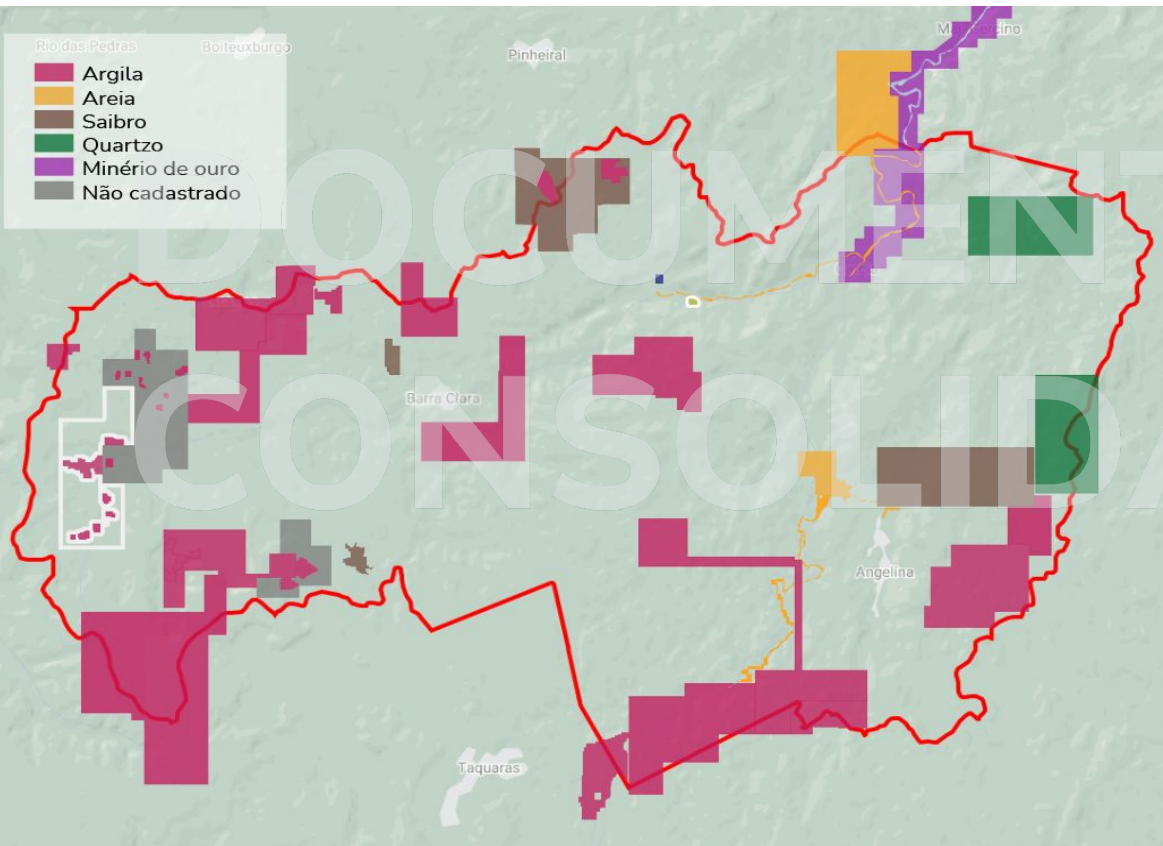 Rio das Pedras
Boiteuxburgo
Pinheiral
Argila
Areia
Saibro
Quartzo
Minério de ouro
Não cadastrado
DOCUMENT
Barra Clara
CONSOLIDA
Angelina
Taquaras